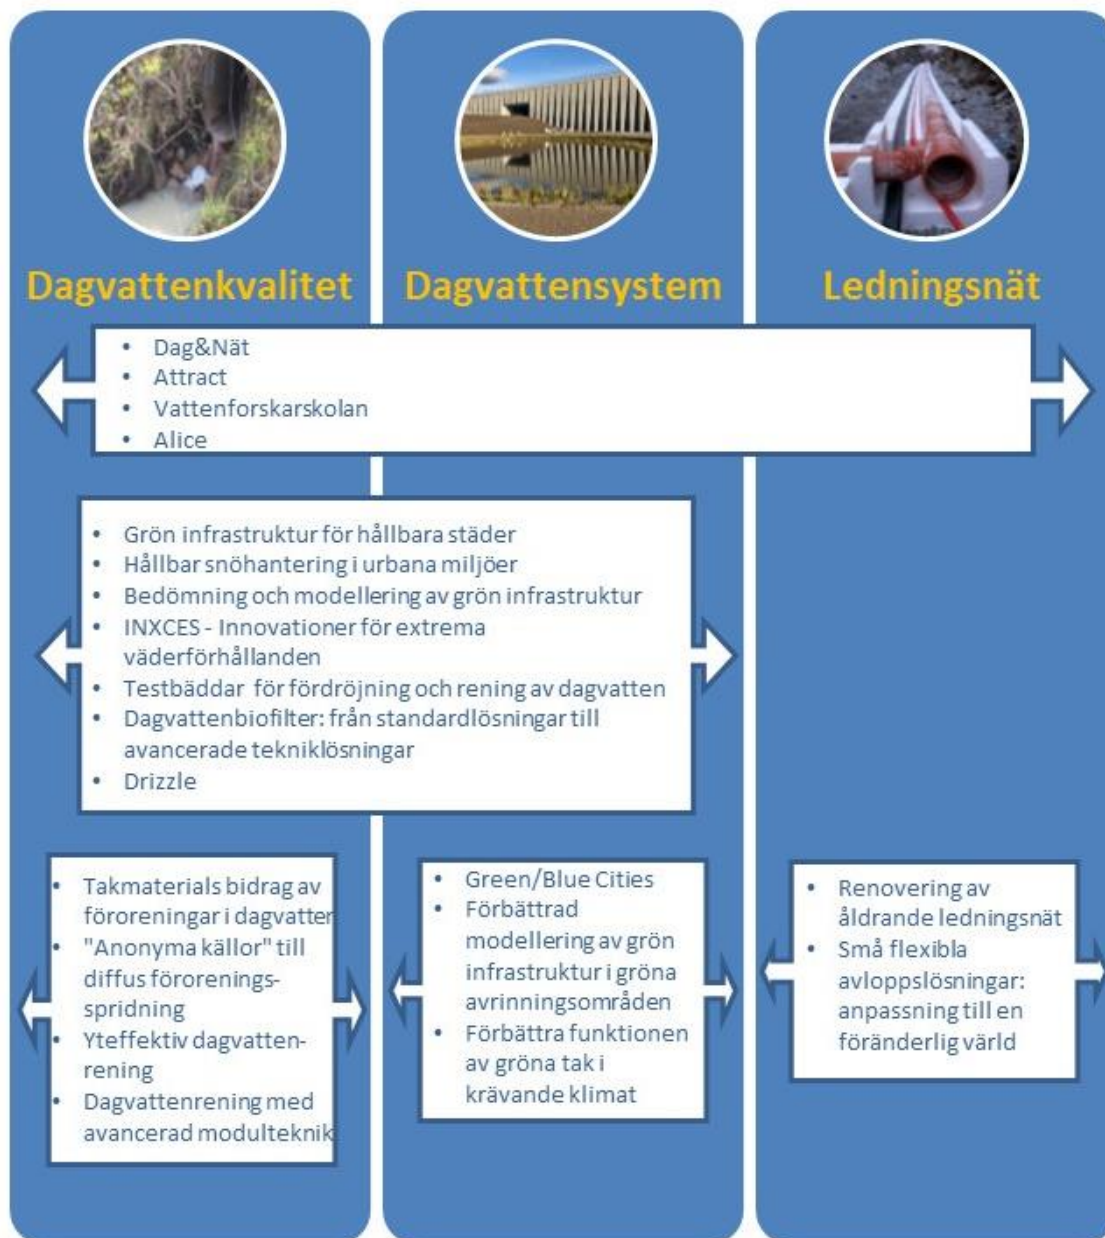 Dagvattenkvalitet
Dagvattensystem
Ledningsnät
• Dag&Nät
• Attract
• Vattenforskarskolan
• Alice
• Grön infrastruktur för hållbara städer
• Hållbar snöhantering i urbana miljöer
• Bedömning och modellering av grön infrastruktur
• INXCES - Innovationer för extrema
väderförhållanden
• Testbäddar för fördröjning och rening av dagvatten
• Dagvattenbiofilter: från standardlösningar till
avancerade tekniklösningar
• Drizzle
• Takmaterials bidrag av
föroreningar i dagvatten
• "Anonyma källor" till
diffus förorenings-
spridning
• Yteffektiv dagvatten-
rening
• Dagvattenrening med
avancerad modulteknik
• Green/Blue Cities
• Förbättrad
modellering av grön
infrastruktur i gröna
avrinningsområden
• Förbättra funktionen
av gröna tak i
krävande klimat
• Renovering av
åldrande ledningsnät
• Små flexibla
avloppslösningar:
anpassning till en
föränderlig värld